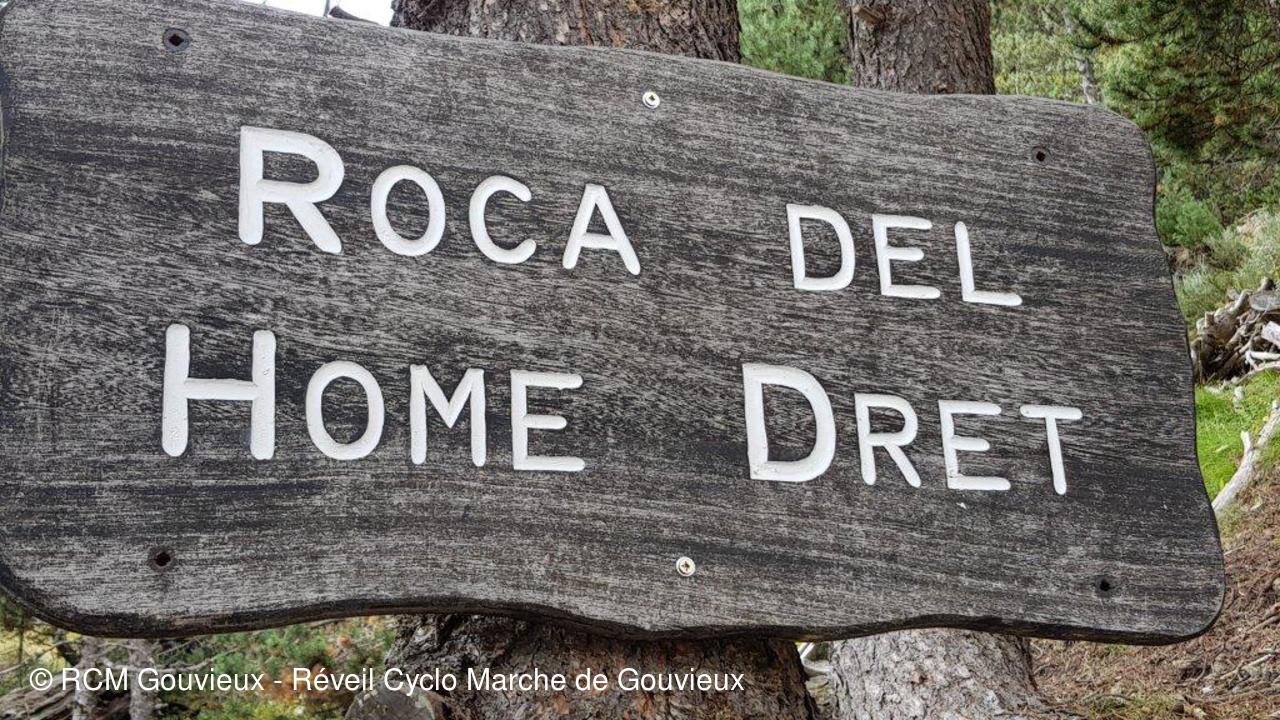 ROCA DEL
HOME DRET
© RCM Gouvieux - Réveil Cyclo Marche de Gouvieux